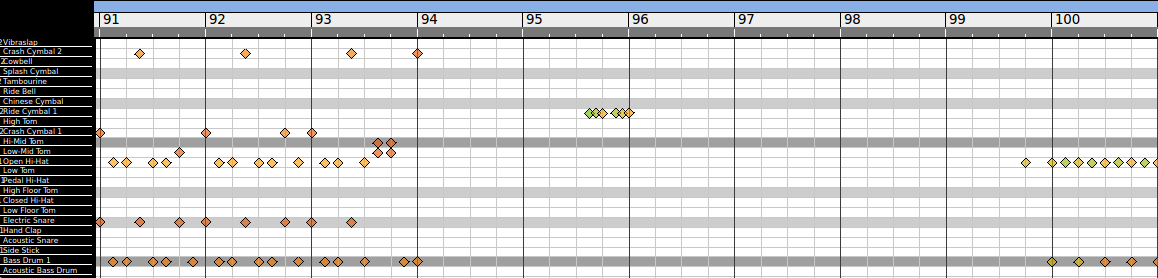 91 92 93 94 95 96 97 98 99 100
Vibraslap
Crash Cymbal 2
Cowbell
Splash Cymbal
Tambourine
Ride Bell
Chinese Cymbal
Ride Cymbal 1
High Tom
Crash Cymbal 1
Hi-Mid Tom
Low-Mid Tom
Open Hi-Hat
Low Tom
Pedal Hi-Hat
High Floor Tom
Closed Hi-Hat
Low Floor Tom
Electric Snare
Hand Clap
Acoustic Snare
Side Stick
Bass Drum 1
Acoustic Bass Drum